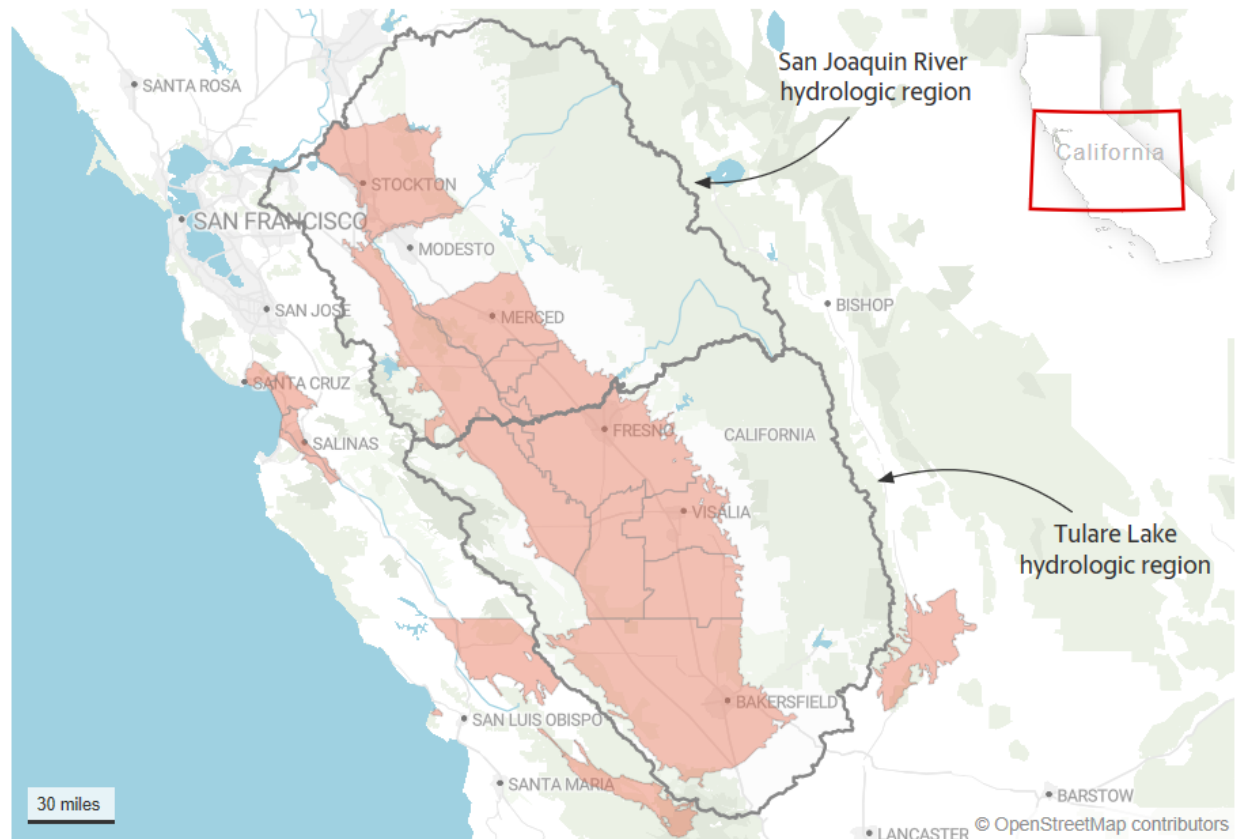 San Joaquin River
hydrologic region
California
SANTA ROSA
STOCKTON
SAN FRANCISCO
MODESTO
SAN JOSE
MERCED
BISHOP
SANTA CRUZ
SALINAS
FRESNO
CALIFORNIA
VISALIA
Tulare Lake
hydrologic region
BAKERSFIELD
SAN LUIS OBISPO
SANTA MARIA
30 miles
BARSTOW
© OpenStreetMap contributors
LANCASTER